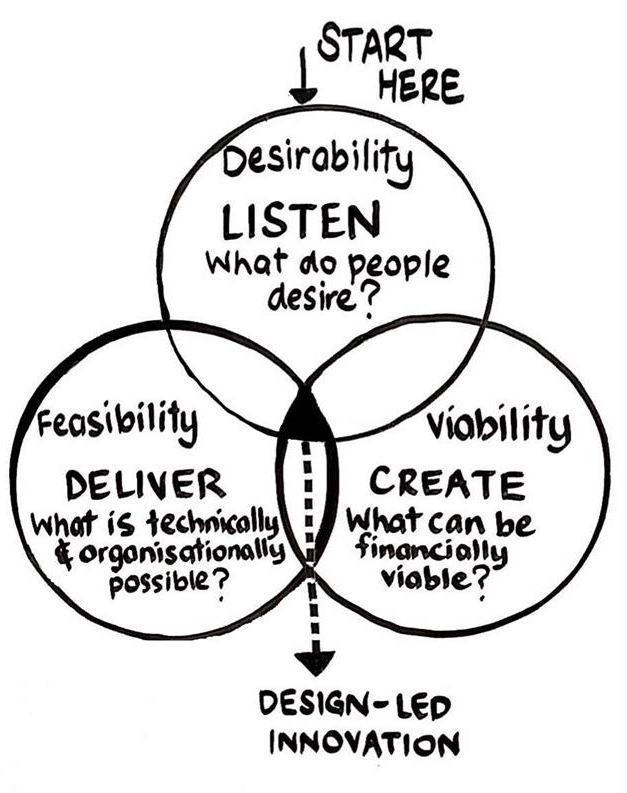 START
HERE
Desirability
LISTEN
What do people
desire?
Feasibility
DELIVER
What is technically
& organisationally
possible?
Viability
CREATE
What can be
financially
viable?
DESIGN-LED
INNOVATION